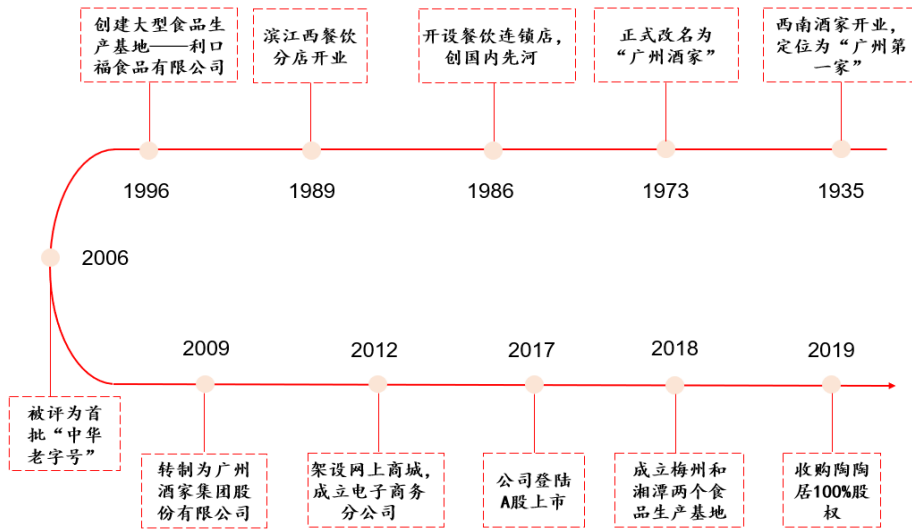 创建大型食品生
产基地——利口
福食品有限公司
滨江西餐饮
分店开业
开设餐饮连锁店，
创国内先河
正式改名为
“广州酒家”
西南酒家开业，
定位为“广州第
一家”
1996
1989
1986
1973
1935
2006
2009
2012
2017
2018
2019
被评为首
批“中华
老字号”
转制为广州
酒家集团股
份有限公司
架设网上商城，
成立电子商务
分公司
公司登陆
A股上市
成立梅州和
湘潭两个食
品生产基地
收购陶陶
居100%股
权